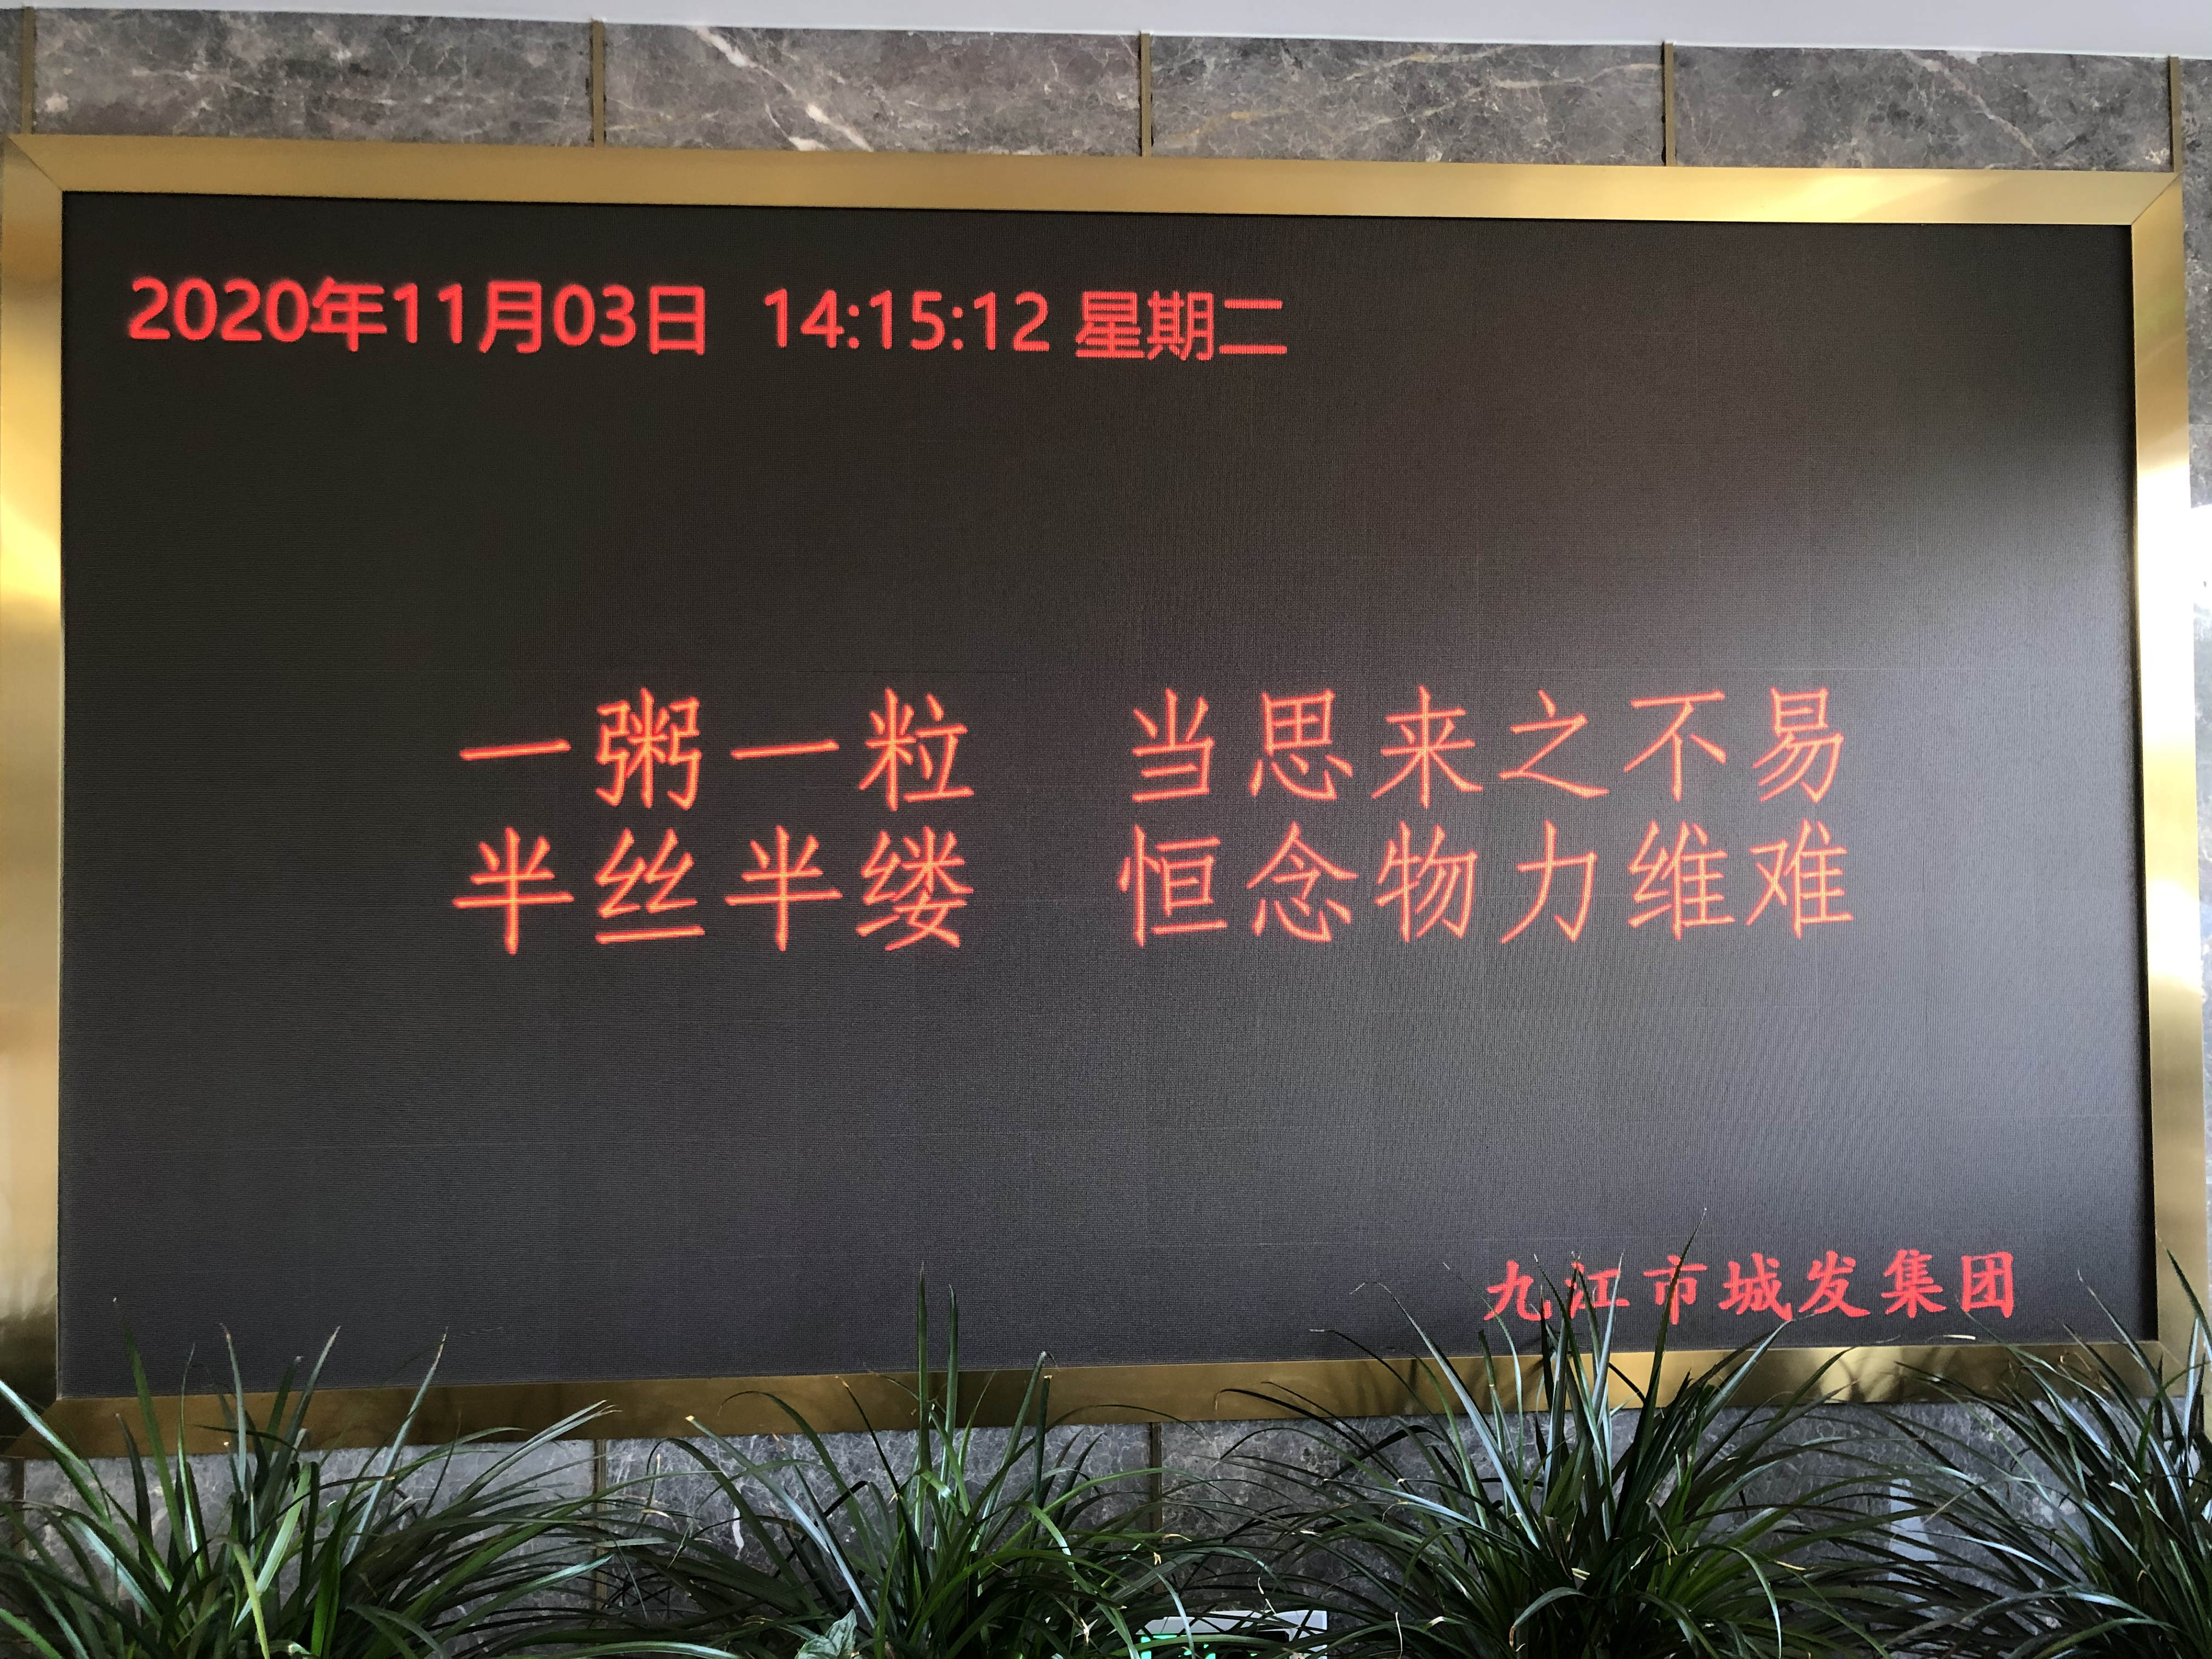 2020年11月03日 14:15:12 星期二
一粥一粒 当思来之不易
半丝半缕 恒念物力维难
九江市城发集团